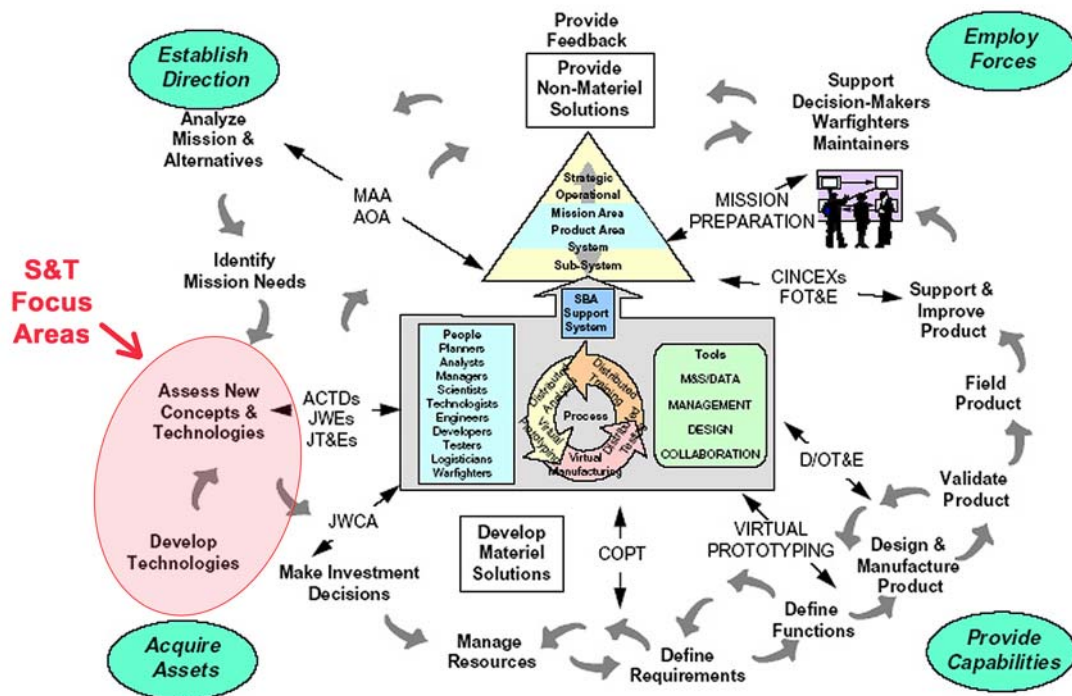 Establish
Direction
Analyze
Mission &
Alternatives
Provide
Feedback
Provide
Non-Materiel
Solutions
Employ
Forces
Support
Decision-Makers
Warfighters
Maintainers
MAA
AOA
Strategic
Operational
Mission Area
Product Area
System
Sub-System
MISSION
PREPARATION
Identify
Mission Needs
S&T
Focus
Areas
SBA
Support
System
CINCEXs
FOT&E
Support &
Improve
Product
Assess New
Concepts &
Technologies
ACTDs
JWEs
JT&Es
People
Planners
Analysts
Managers
Scientists
Technologists
Engineers
Developers
Testers
Logisticians
Warfighters
Distributed
Analysis
Distributed
Training
Process
Virtual
Prototyping
Distributed
Testing
Virtual
Manufacturing
Tools
M&S/DATA
MANAGEMENT
DESIGN
COLLABORATION
Field
Product
D/OT&E
Validate
Product
Develop
Technologies
JWCA
Make Investment
Decisions
Develop
Materiel
Solutions
COPT
VIRTUAL
PROTOTYPING
Design &
Manufacture
Product
Define
Functions
Manage
Resources
Define
Requirements
Acquire
Assets
Provide
Capabilities